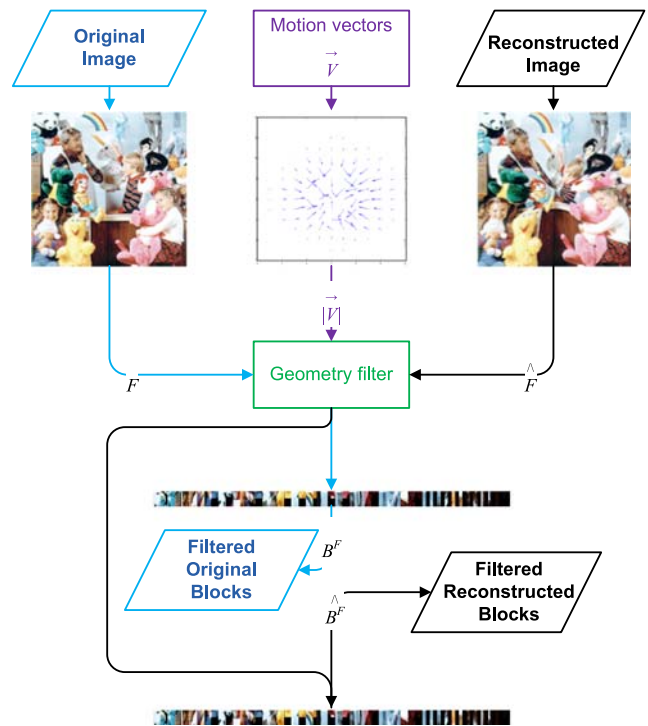 Original
Image
Motion vectors
→
V
Reconstructed
Image
→
|V|
F
Geometry filter
^
F
B^F
Filtered
Original
Blocks
^
B^F
Filtered
Reconstructed
Blocks